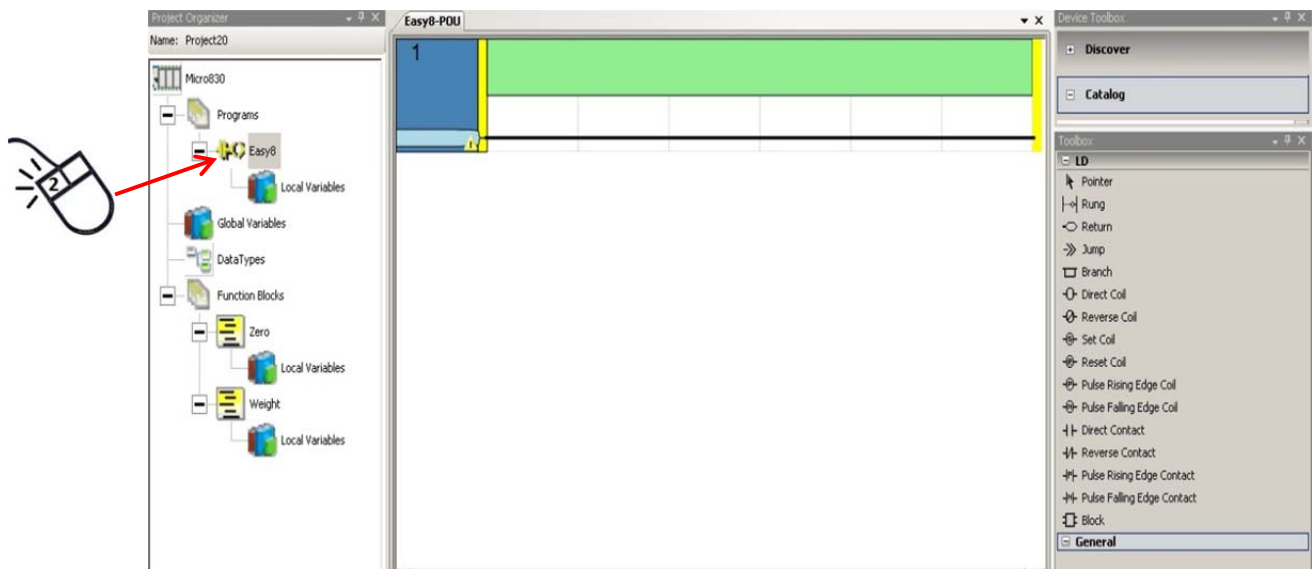 Project Organizer
Name: Project20
Micro830
Programs
Easy8
Local Variables
Global Variables
DataTypes
Function Blocks
Zero
Local Variables
Weight
Local Variables
2
Easy8-POU
1
Device Toolbox
Discover
Catalog
Toolbox
LD
Pointer
Rung
Return
Jump
Branch
Direct Coil
Reverse Coil
Set Coil
Reset Coil
Pulse Rising Edge Coil
Pulse Falling Edge Coil
Direct Contact
Reverse Contact
Pulse Rising Edge Contact
Pulse Falling Edge Contact
Block
General